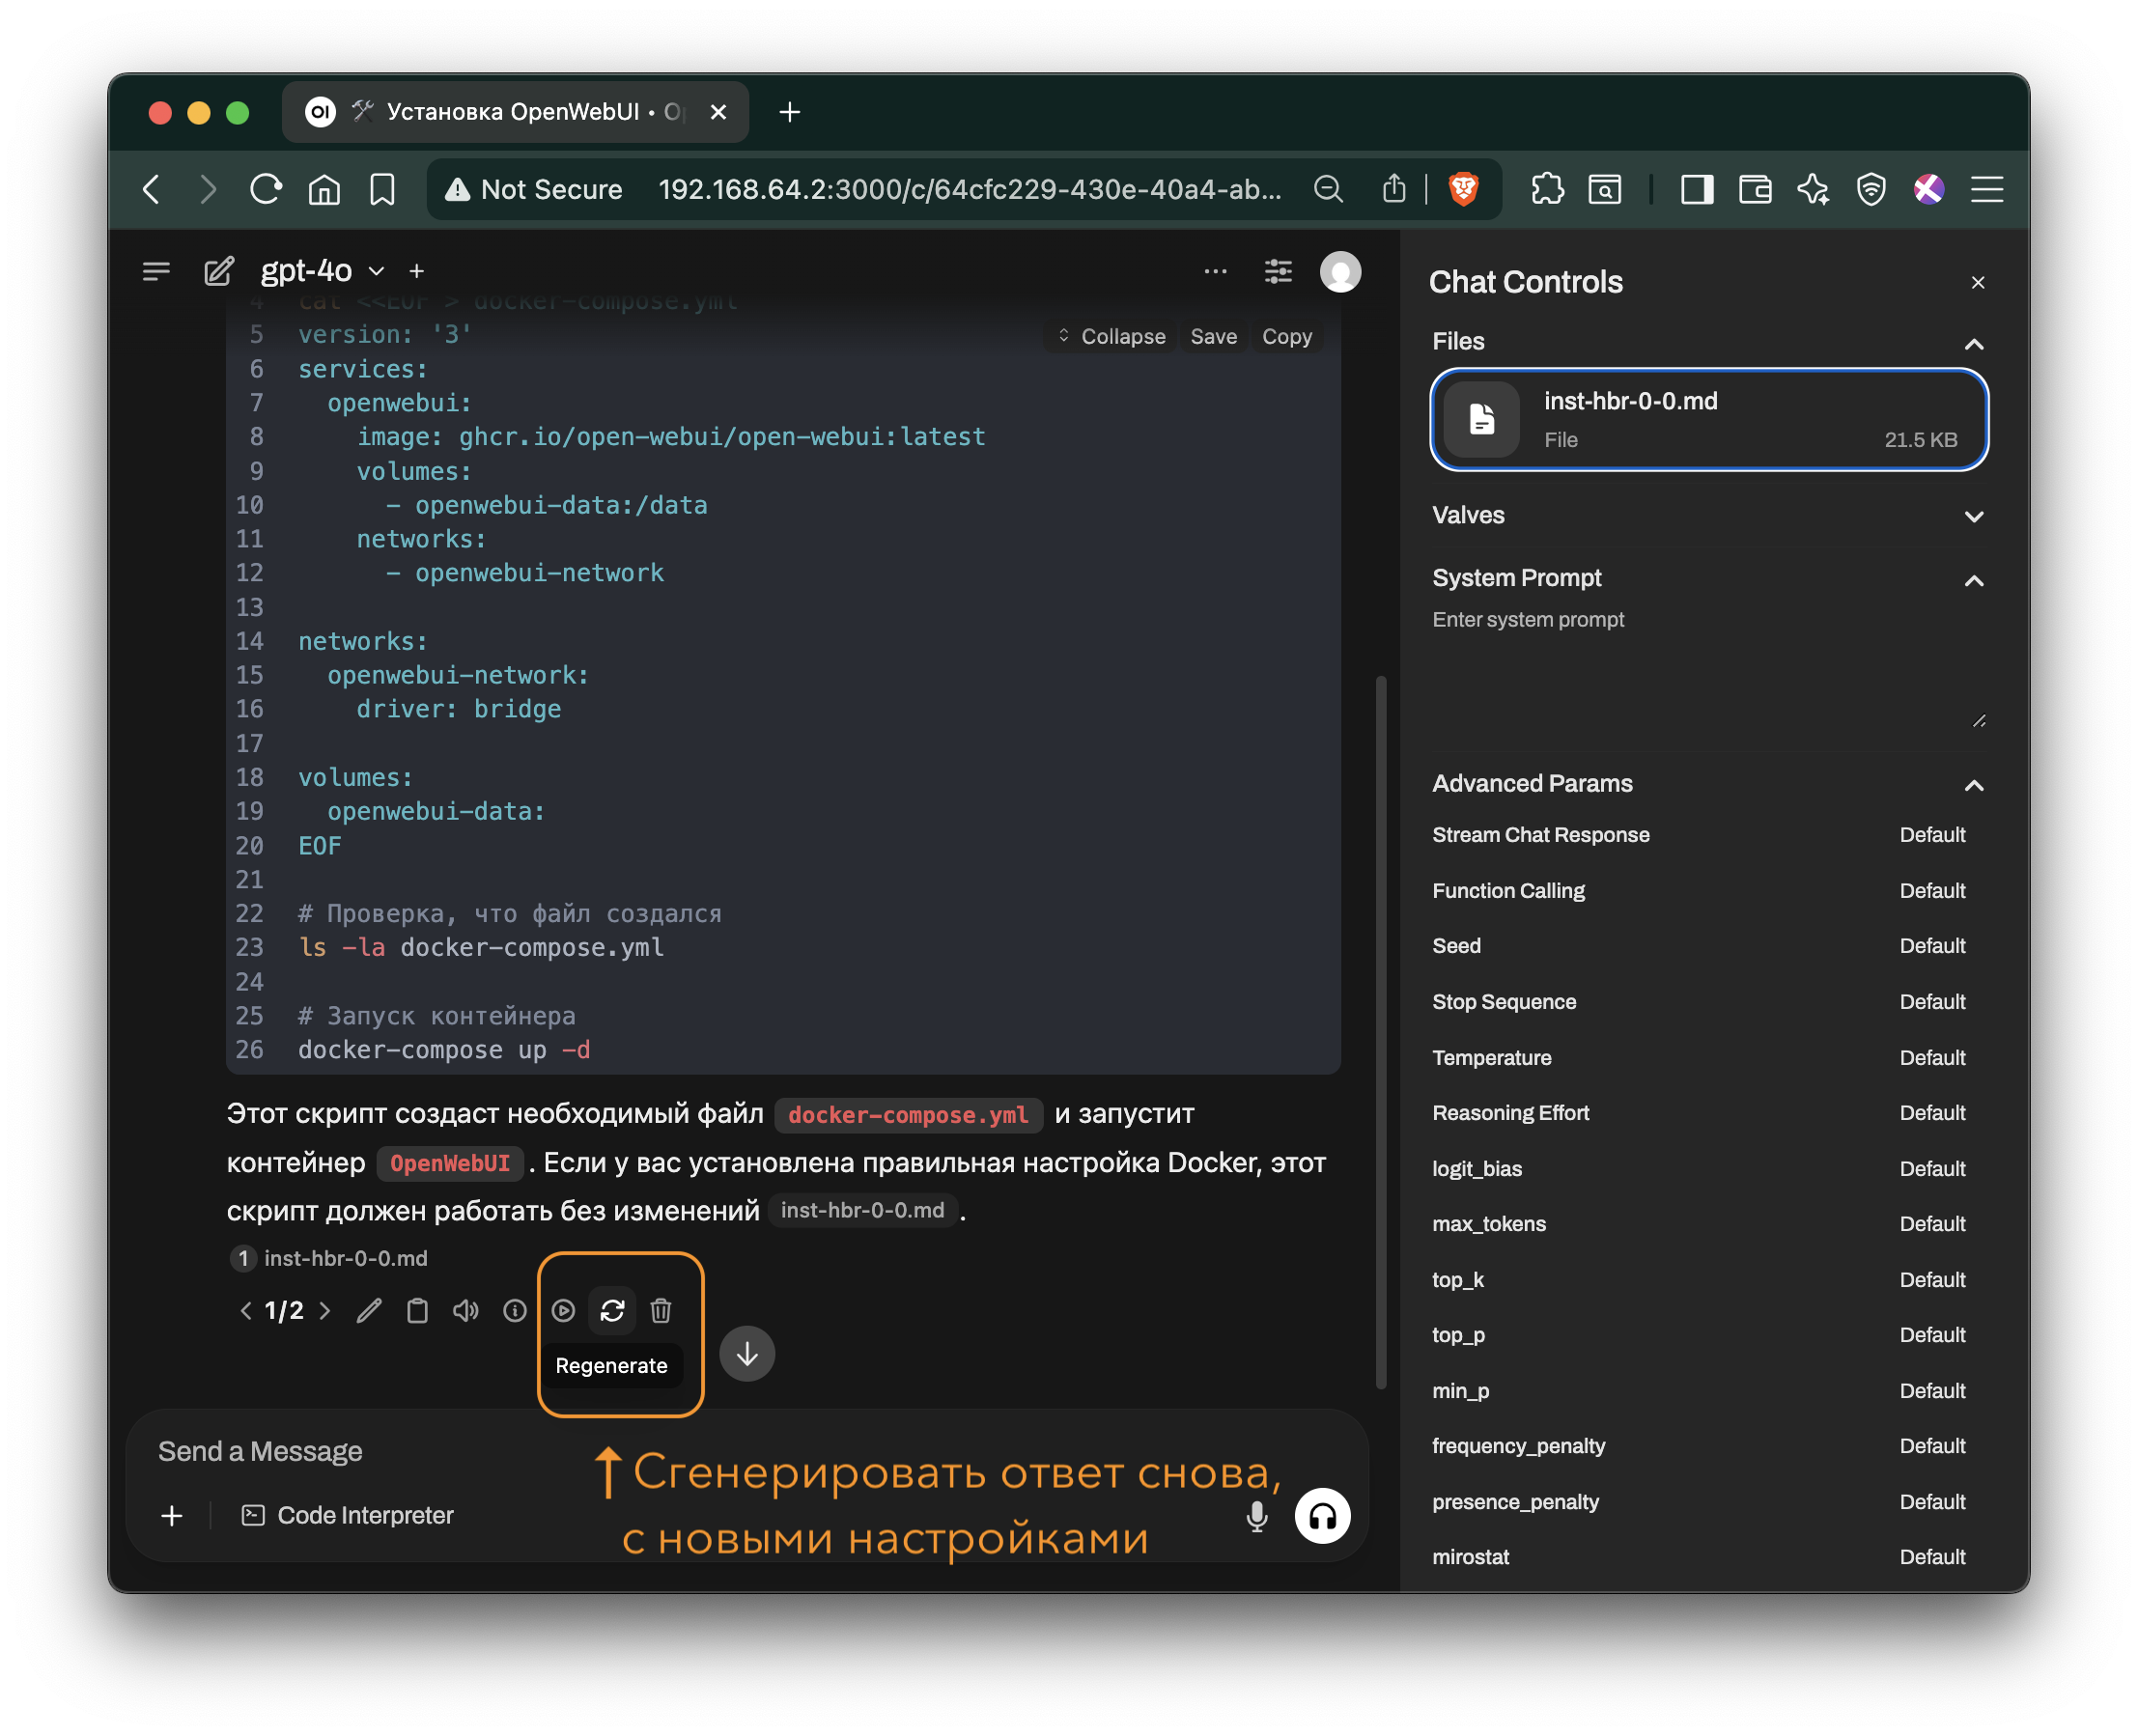 OI 🛠 Установка OpenWebUI •
Not Secure 192.168.64.2:3000/c/64cfc229-430e-40a4-ab...
gpt-4o
4 cat <<EOF > docker-compose.yml
Collapse Save Copy
5 version: '3'
6 services:
7 openwebui:
8 image: ghcr.io/open-webui/open-webui:latest
9 volumes:
10 - openwebui-data:/data
11 networks:
12 - openwebui-network
13
14 networks:
15 openwebui-network:
16 driver: bridge
17
18 volumes:
19 openwebui-data:
20 EOF
21
22 # Проверка, что файл создался
23 ls -la docker-compose.yml
24
25 # Запуск контейнера
26 docker-compose up -d
Этот скрипт создаст необходимый файл docker-compose.yml и запустит
контейнер OpenWebUI . Если у вас установлена правильная настройка Docker, этот
скрипт должен работать без изменений inst-hbr-0-0.md .
1 inst-hbr-0-0.md
1/2
Regenerate
Send a Message
Code Interpreter
↑ Сгенерировать ответ снова,
с новыми настройками
Chat Controls
Files
inst-hbr-0-0.md
File 21.5 KB
Valves
System Prompt
Enter system prompt
Advanced Params
Stream Chat Response Default
Function Calling Default
Seed Default
Stop Sequence Default
Temperature Default
Reasoning Effort Default
logit_bias Default
max_tokens Default
top_k Default
top_p Default
min_p Default
frequency_penalty Default
presence_penalty Default
mirostat Default